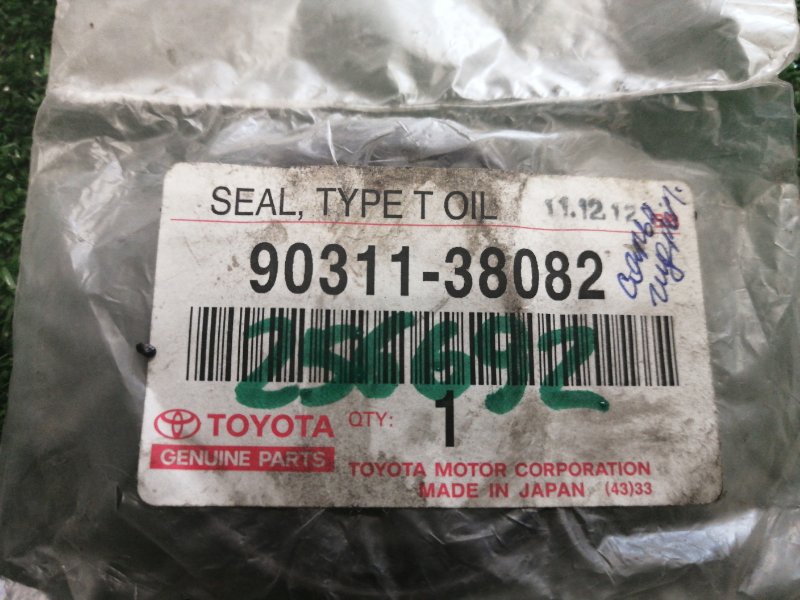 SEAL, TYPE T OIL
11.12.12
90311-38082
256692
TOYOTA
QTY: 1
GENUINE PARTS
TOYOTA MOTOR CORPORATION
MADE IN JAPAN (43)33